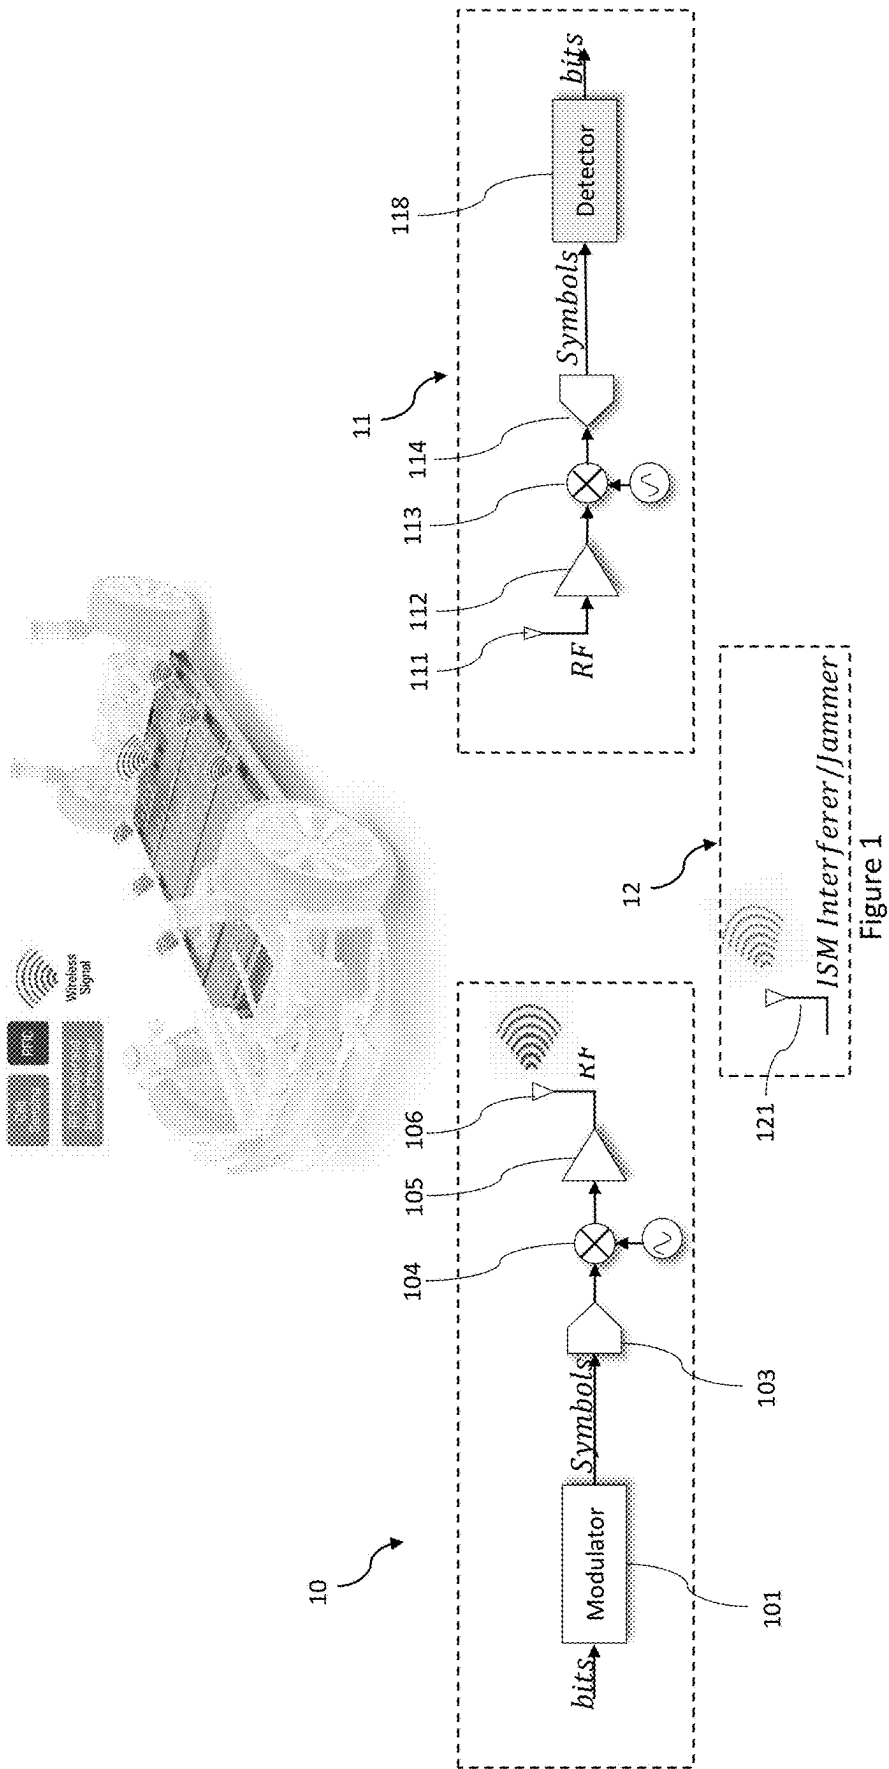 Wireless
Signal
10
bits
Modulator
101
Symbols
103
104
105
106
RF
11
111
RF
112
113
114
Symbols
118
Detector
bits
12
121
ISM Interferer/Jammer
Figure 1